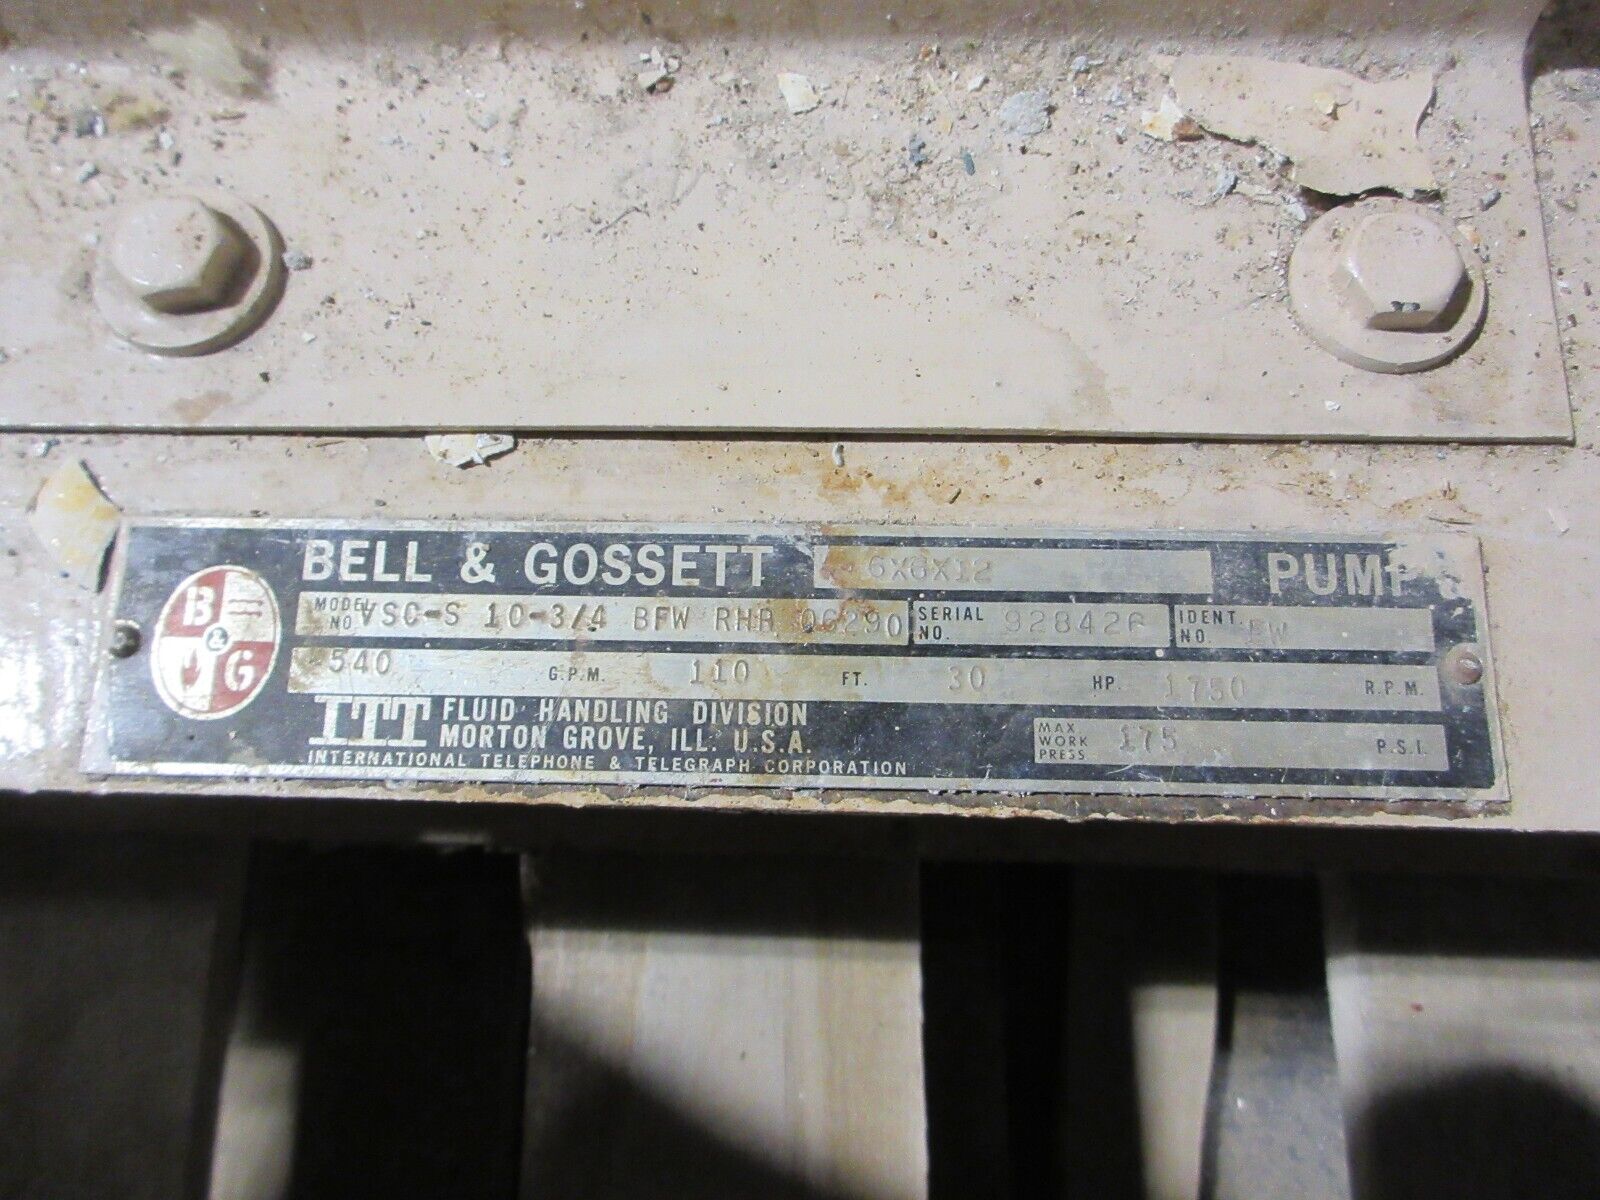 BELL & GOSSETT 6X6X12 PUMP
B & G
MODEL NO VSC-S 10-3/4 BFW RHR 06290 SERIAL NO. 928426 IDENT. NO.
540 G.P.M. 110 FT. 30 HP. 1750 R.P.M.
ITT FLUID HANDLING DIVISION
MORTON GROVE, ILL. U.S.A. MAX WORK PRESS 175 P.S.I.
INTERNATIONAL TELEPHONE & TELEGRAPH CORPORATION